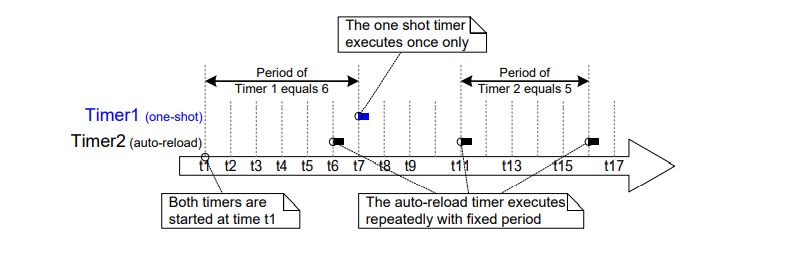 The one shot timer
executes once only
Period of
Timer 1 equals 6
Period of
Timer 2 equals 5
Timer1 (one-shot)
Timer2 (auto-reload)
t1 t2 t3 t4 t5 t6 t7 t8 t9 t11 t13 t15 t17
Both timers are
started at time t1
The auto-reload timer executes
repeatedly with fixed period